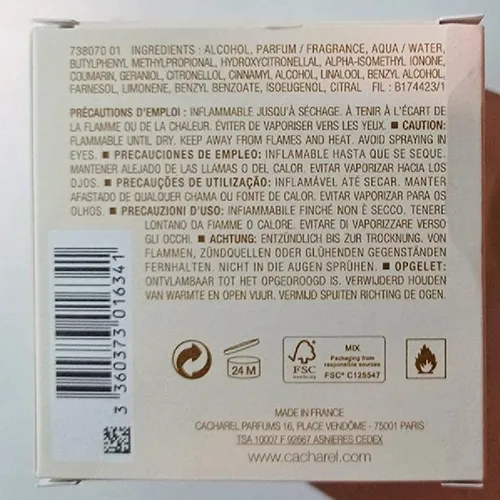 738070 01 INGREDIENTS : ALCOHOL, PARFUM / FRAGRANCE, AQUA / WATER,
BUTYLPHENYL METHYLPROPIONAL, HYDROXYCITRONELLAL, ALPHA-ISOMETHYL IONONE,
COUMARIN, GERANIOL, CITRONELLOL, CINNAMYL ALCOHOL, LINALOOL, BENZYL ALCOHOL,
FARNESOL, LIMONENE, BENZYL BENZOATE, ISOEUGENOL, CITRAL FIL : B174423/1
PRÉCAUTIONS D'EMPLOI : INFLAMMABLE JUSQU'À SÉCHAGE. À TENIR À L'ÉCART DE
LA FLAMME OU DE LA CHALEUR. ÉVITER DE VAPORISER VERS LES YEUX. ■ CAUTION:
FLAMMABLE UNTIL DRY. KEEP AWAY FROM FLAMES AND HEAT. AVOID SPRAYING IN
EYES. ■ PRECAUCIONES DE EMPLEO: INFLAMABLE HASTA QUE SE SEQUE.
MANTENER ALEJADO DE LAS LLAMAS O DEL CALOR. EVITAR VAPORIZAR HACIA LOS
OJOS. ■ PRECAUÇÕES DE UTILIZAÇÃO: INFLAMÁVEL ATÉ SECAR. MANTER
AFASTADO DE QUALQUER CHAMA OU FONTE DE CALOR. EVITAR VAPORIZAR PARA OS
OLHOS. ■ PRECAUZIONI D'USO: INFIAMMABILE FINCHÉ NON È SECCO. TENERE
LONTANO DA FIAMME O CALORE. EVITARE DI VAPORIZZARE VERSO
GLI OCCHI. ■ ACHTUNG: ENTZÜNDLICH BIS ZUR TROCKNUNG. VON
FLAMMEN, ZÜNDQUELLEN ODER GLÜHENDEN GEGENSTÄNDEN
FERNHALTEN. NICHT IN DIE AUGEN SPRÜHEN. ■ OPGELET:
ONTVLAMBAAR TOT HET OPGEDROOGD IS. VERWIJDERD HOUDEN
VAN WARMTE EN OPEN VUUR. VERMIJD SPUITEN RICHTING DE OGEN.
3 360373 016341
24 M
FSC
www.fsc.org
MIX
Packaging from
responsible sources
FSC® C125547
MADE IN FRANCE
CACHAREL PARFUMS 16, PLACE VENDÔME - 75001 PARIS
TSA 10007 F 92667 ASNIERES CEDEX
www.cacharel.com